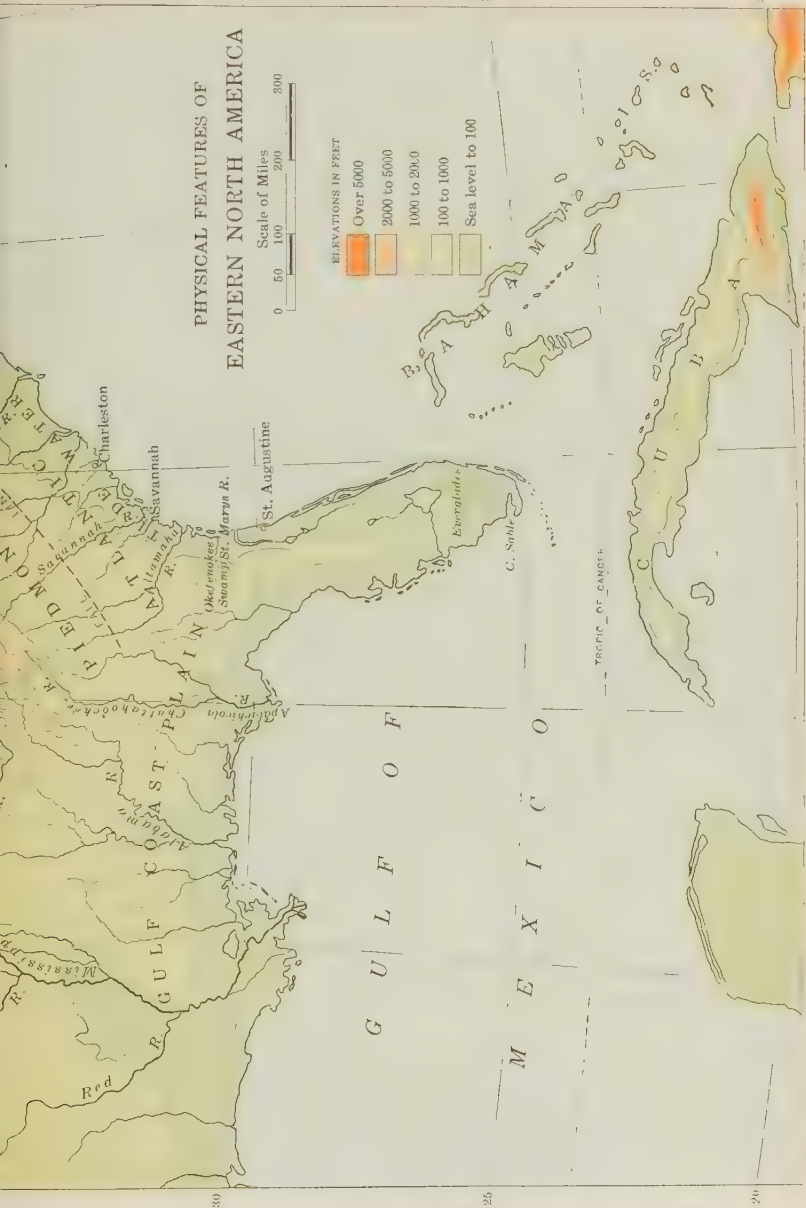 PHYSICAL FEATURES OF
EASTERN NORTH AMERICA
Scale of Miles
0 50 100 200 300
ELEVATIONS IN FEET
Over 5000
2000 to 5000
1000 to 2000
100 to 1000
Sea level to 100
PIEDMONT
ATLANTIC
TIDEWATER
Charleston
Savannah
Savannah R.
Altamaha
R.
Okefenokee
Swamp
St. Marys R.
St. Augustine
Everglades
C. Sable
GULF COAST PLAIN
Chattahoochee
R.
Apalachicola
R.
Alabama
R.
Mississippi
R.
Red
R.
GULF OF
MEXICO
BAHAMA IS.
TROPIC OF CANCER
CUBA
30
25
20